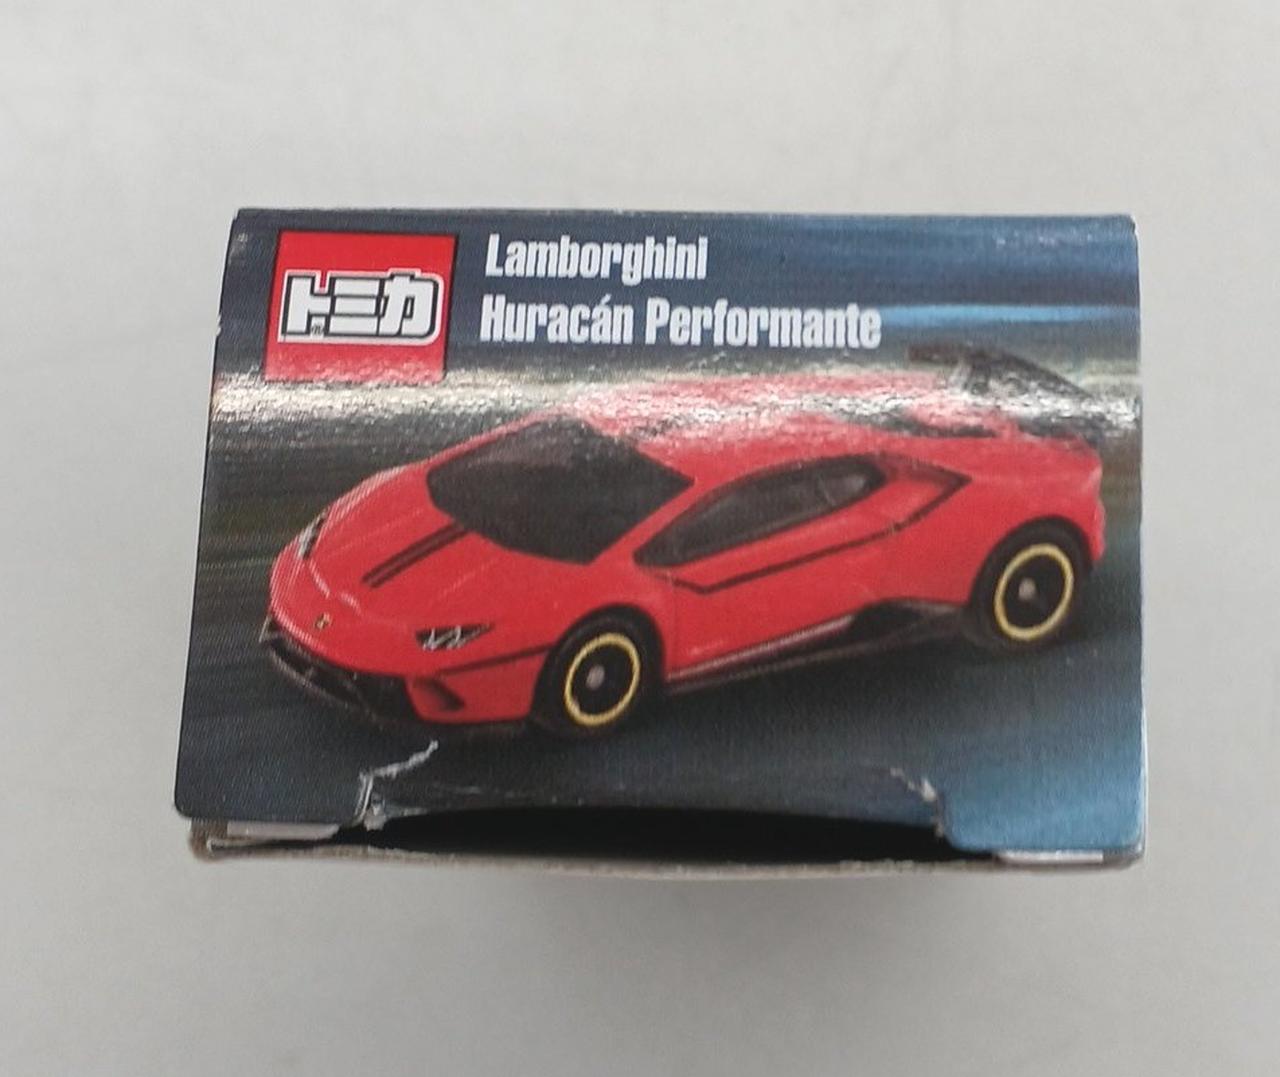 トミカ
Lamborghini
Huracán Performante